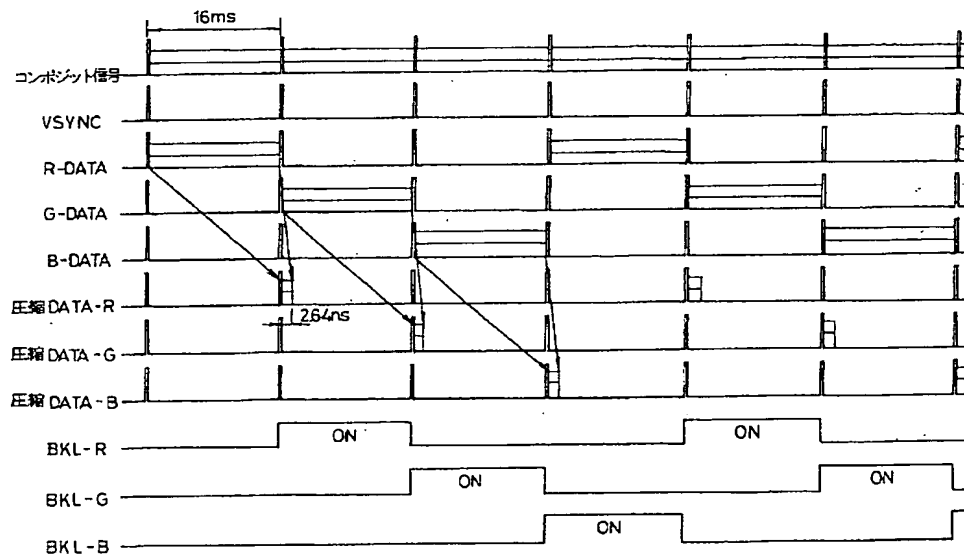 16ms
コンポジット信号
VSYNC
R-DATA
G-DATA
B-DATA
圧縮DATA-R
264ns
圧縮DATA-G
圧縮DATA-B
BKL-R ON ON
BKL-G ON ON
BKL-B ON